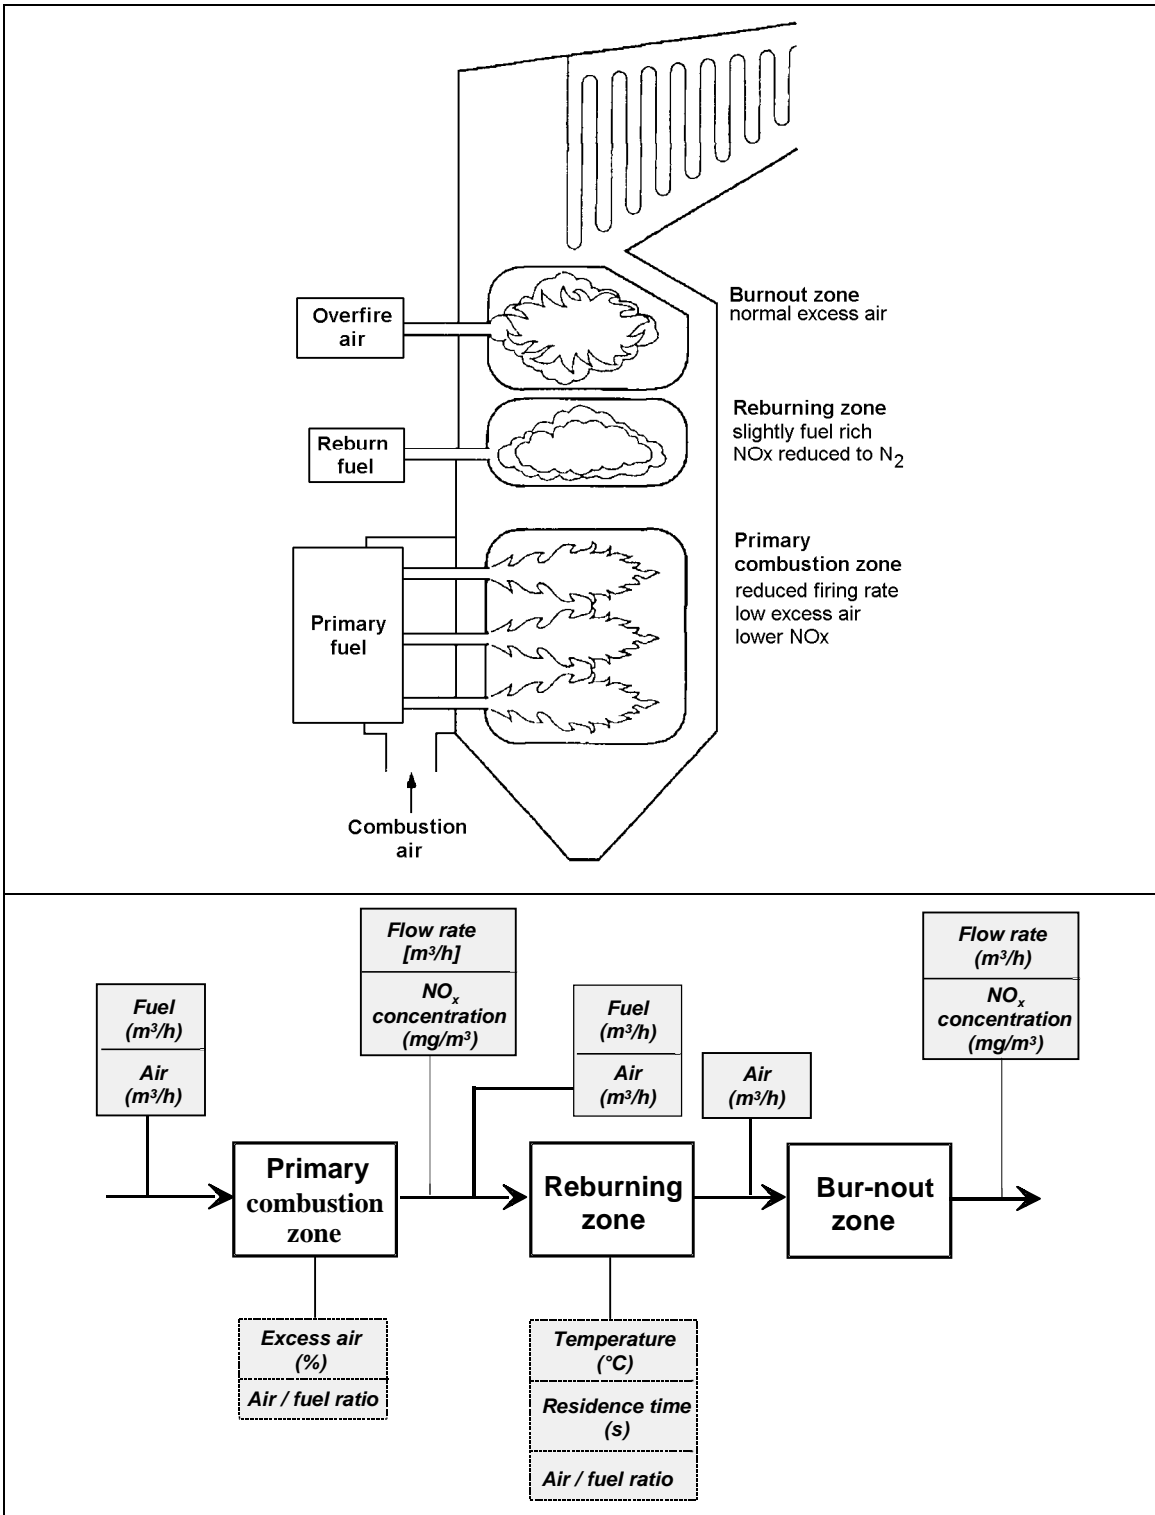 Burnout zone
normal excess air
Overfire
air
Reburning zone
slightly fuel rich
NOx reduced to N2
Reburn
fuel
Primary
combustion zone
reduced firing rate
low excess air
lower NOx
Primary
fuel
Combustion
air
Flow rate
[m³/h]
NOx
concentration
(mg/m³)
Flow rate
(m³/h)
NOx
concentration
(mg/m³)
Fuel
(m³/h)
Air
(m³/h)
Fuel
(m³/h)
Air
(m³/h)
Air
(m³/h)
Primary
combustion
zone
Reburning
zone
Bur-nout
zone
Excess air
(%)
Air / fuel ratio
Temperature
(°C)
Residence time
(s)
Air / fuel ratio